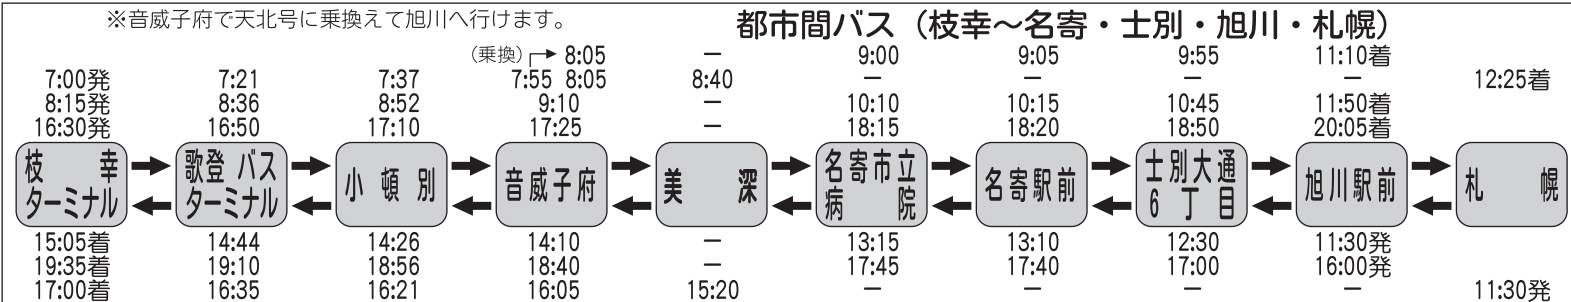 ※音威子府で天北号に乗換えて旭川へ行けます。
都市間バス（枝幸～名寄・士別・旭川・札幌）
(乗換) 8:05 － 9:00 9:05 9:55 11:10着
7:00発 7:21 7:37 7:55 8:05 8:40 － － － － 12:25着
8:15発 8:36 8:52 9:10 － 10:10 10:15 10:45 11:50着
16:30発 16:50 17:10 17:25 － 18:15 18:20 18:50 20:05着
枝幸ターミナル
歌登バスターミナル
小頓別
音威子府
美深
名寄市立病院
名寄駅前
士別大通6丁目
旭川駅前
札幌
15:05着 14:44 14:26 14:10 － 13:15 13:10 12:30 11:30発
19:35着 19:10 18:56 18:40 － 17:45 17:40 17:00 16:00発
17:00着 16:35 16:21 16:05 15:20 － － － － 11:30発